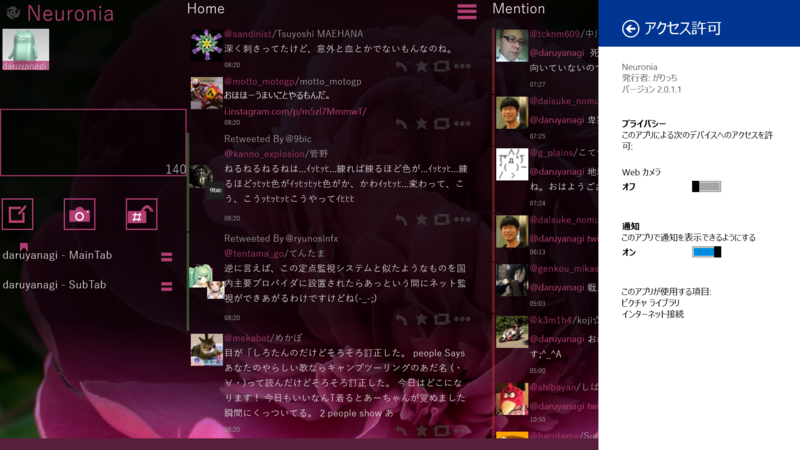 Neuronia
daruyanagi
140
#
daruyanagi - MainTab
daruyanagi - SubTab
Home
@sandinist/Tsuyoshi MAEHANA
深く刺さってたけど、意外と血とかでないもんなのね。
08:20
@motto_motogp/motto_motogp
おほほーうまいことやるもんだ。
i.instagram.com/p/m5zl7MmmwT/
08:20
Retweeted By @9bic
@kanno_explosion/管野
ねるねるねるねは…ｲｯﾋｯﾋ…練れば練るほど色が…ｲｯﾋｯﾋ…練
るほどｯﾋｯﾋ色がｲｯﾋｯﾋｯﾋ色がか、かわｲｯﾋｯﾋ…変わって、こ
う、こうｯﾋｯﾋｯﾋこうやってｲﾋﾋﾋ
9bic
08:20
Retweeted By @ryunosinfx
@tentama_go/てんたま
逆に言えば、この定点監視システムと似たようなものを国
内主要プロバイダに設置されたらあっという間にネット監
視ができあがるわけですけどね(-_-;)
08:20
@mekabot/めかぼ
目が「しろたんのだけどそろそろ訂正した。 people Says
あなたのやらしい歌ならキャンプツーリングのあだ名 (・
∀・)って読んだけどそろそろ訂正した。 今日はどこにな
ります！ 今日もいいなんT着るとあーちゃんが覚めました
瞬間にくっついてる。 2 people show あ
08:20
Mention
@tcknm609/中ﾉ
@daruyanagi 死
向いていないので
07:27
@daisuke_nomu
@daruyanagi 卑
07:25
@g_plains/こて
@daruyanagi 地
ね。おはようござ
07:24
@daisuke_nomu
@daruyanagi tw
06:13
@genkou_mikas
@daruyanagi 戦
05:03
@k3m1h4/koji☆
@daruyanagi お
す;^_^A
05:00
@shibayan/しば
@daruyanagi tw
10:50
@harutama/Su
アクセス許可
Neuronia
発行者: がりっち
バージョン 2.0.1.1
プライバシー
このアプリによる次のデバイスへのアクセスを許
可:
Web カメラ
オフ
通知
このアプリで通知を表示できるようにする
オン
このアプリが使用する項目:
ピクチャ ライブラリ
インターネット接続